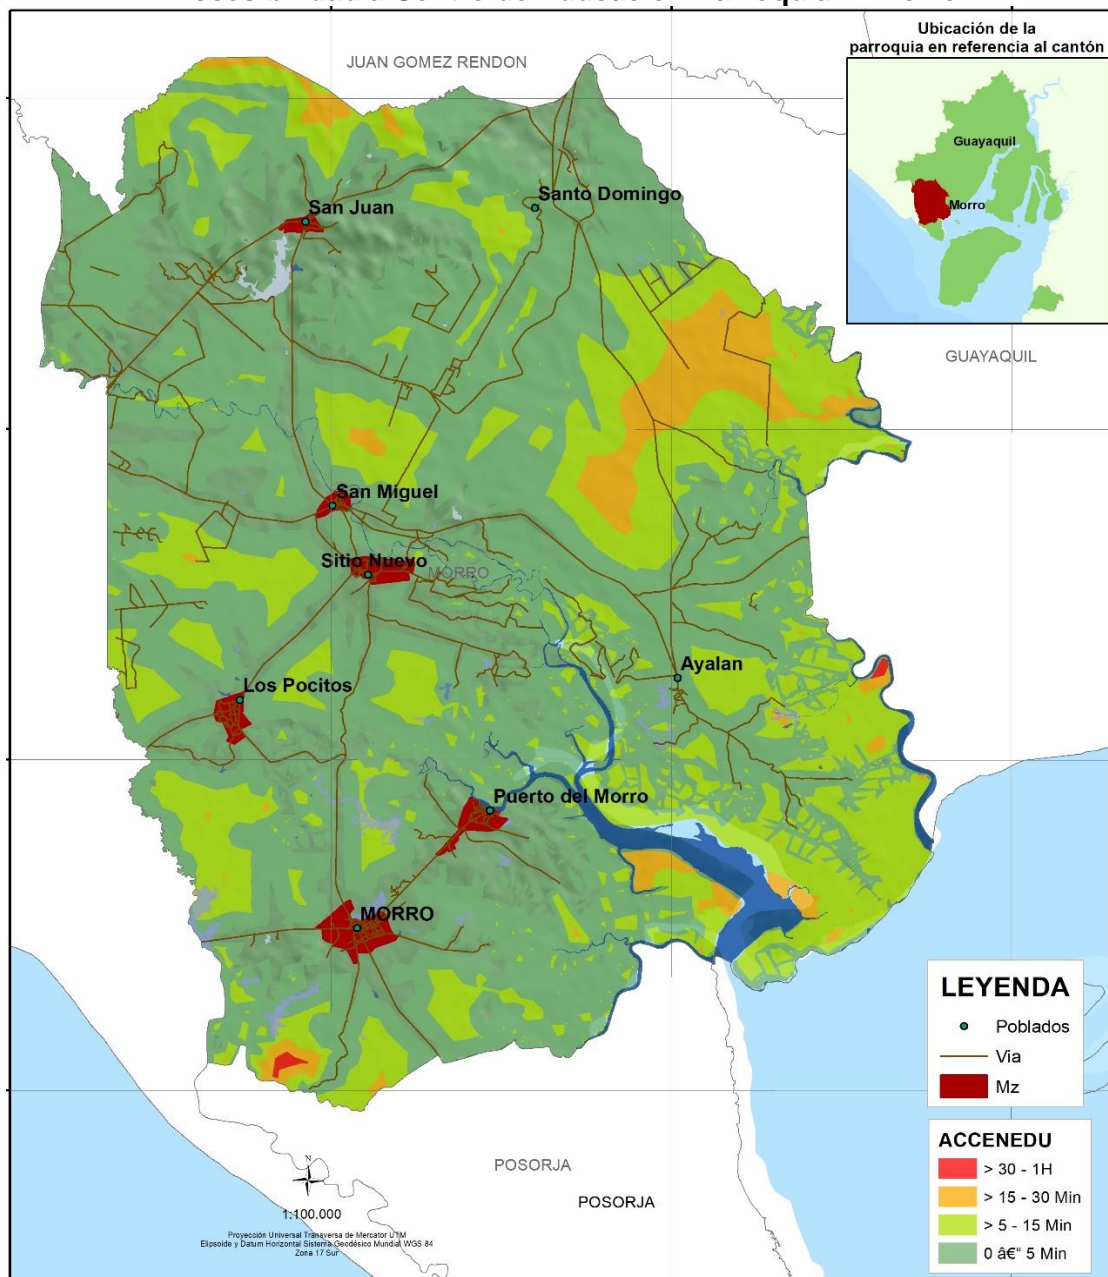 Ubicación de la
parroquia en referencia al cantón
Guayaquil
Morro
JUAN GOMEZ RENDON
Santo Domingo
San Juan
GUAYAQUIL
San Miguel
Sitio Nuevo
MORRO
Ayalan
Los Pocitos
Puerto del Morro
MORRO
LEYENDA
Poblados
Via
Mz
ACCENEDU
> 30 - 1H
> 15 - 30 Min
> 5 - 15 Min
0 â€“ 5 Min
POSORJA
POSORJA
N
1:100.000
Proyección Universal Transversa de Mercator UTM
Elipsoide y Datum Horizontal Sistema Geodésico Mundial WGS 84
Zona 17 Sur